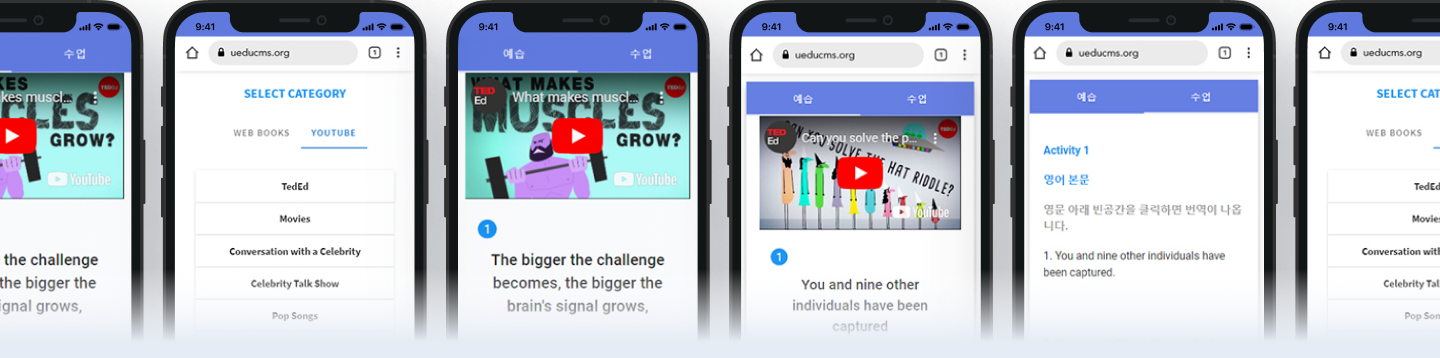 수업
KES
kes muscl...
CLES
GROW?
YouTube
the challenge
the bigger the
ignal grows,
9:41
ueducms.org
1
SELECT CATEGORY
WEB BOOKS
YOUTUBE
TedEd
Movies
Conversation with a Celebrity
Celebrity Talk Show
Pop Songs
9:41
예습
수업
WHAT MAKES
TED
Ed
What makes muscl...
TEDEd
MUSCLES
GROW?
YouTube
1
The bigger the challenge
becomes, the bigger the
brain's signal grows,
9:41
ueducms.org
1
예습
수업
TED
Ed
Can you solve the p...
CAN YOU SOLVE THE HAT RIDDLE?
YouTube
1
You and nine other
individuals have been
captured
9:41
ueducms.org
1
예습
수업
Activity 1
영어 본문
영문 아래 빈공간을 클릭하면 번역이 나옵
니다.
1. You and nine other individuals have
been captured.
9:41
ueducms.org
SELECT CAT
WEB BOOKS
TedEd
Movies
Conversation with
Celebrity Tal
Pop Son